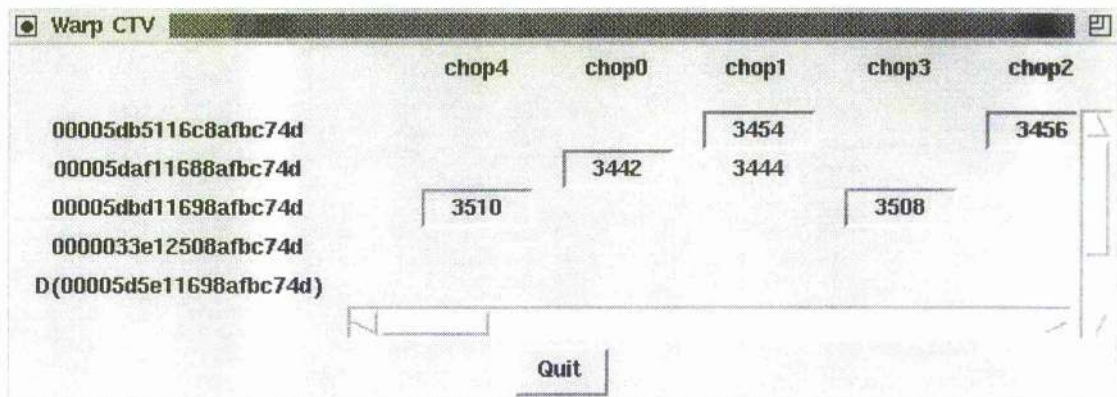 Warp CTV
chop4 chop0 chop1 chop3 chop2
00005db5116c8afbc74d 3454 3456
00005daf11688afbc74d 3442 3444
00005dbd11698afbc74d 3510 3508
0000033e12508afbc74d
D(00005d5e11698afbc74d)
Quit